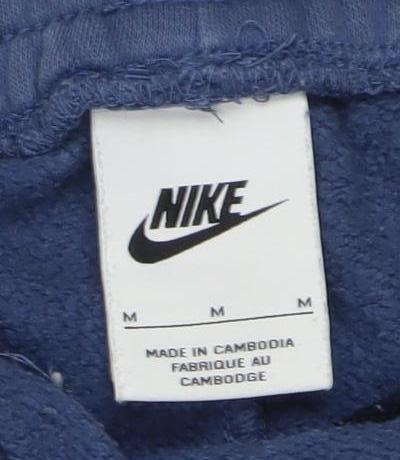 NIKE
M M M
MADE IN CAMBODIA
FABRIQUE AU
CAMBODGE